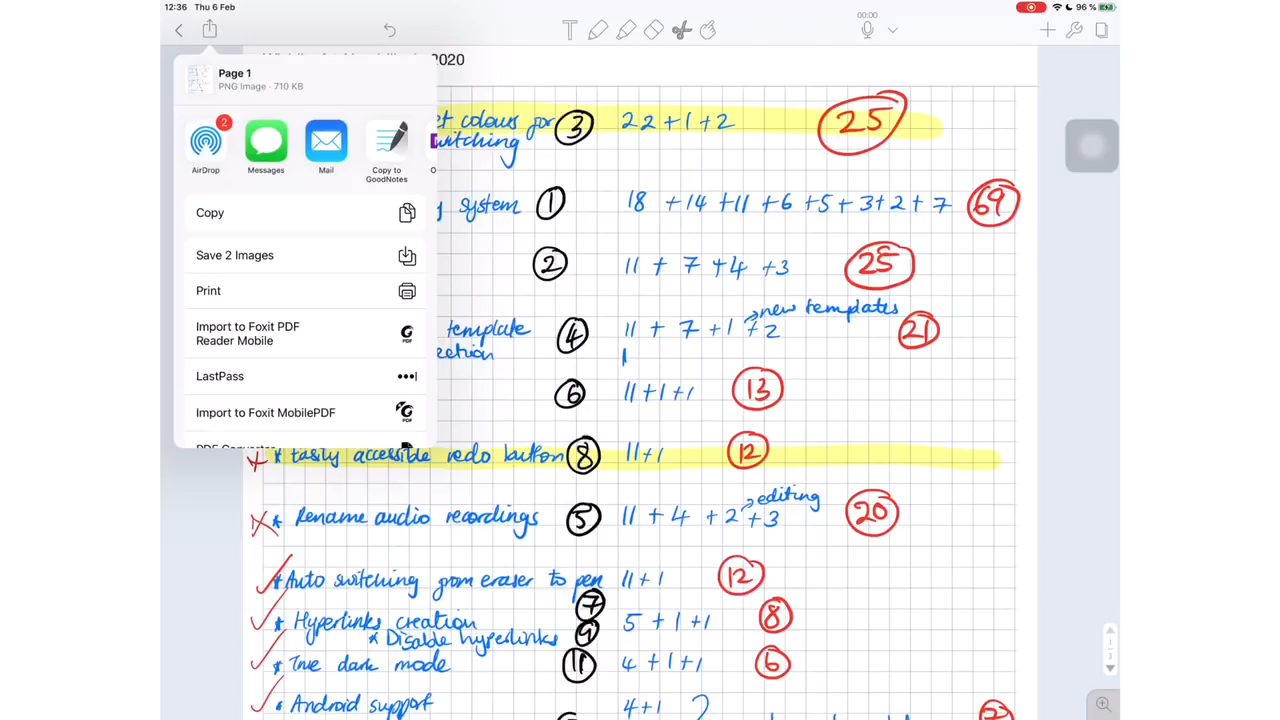 12:36 Thu 6 Feb
96 %
T
00:00
2020
Page 1
PNG Image · 710 KB
2
AirDrop
Messages
Mail
Copy to
GoodNotes
Copy
Save 2 Images
Print
Import to Foxit PDF
Reader Mobile
LastPass
Import to Foxit MobilePDF
colours for 3 22 + 1 + 2 25
witching
system 1 18 + 14 + 11 + 6 + 5 + 3 + 2 + 7 69
2 11 + 7 + 4 + 3 25
new templates
template 4 11 + 7 + 1 + 2 21
6 11 + 1 + 1 13
* Easily accessible redo button 8 11 + 1 12
editing
* Rename audio recordings 5 11 + 4 + 2 + 3 20
* Auto switching from eraser to pen 7 11 + 1 12
* Hyperlinks creation 5 + 1 + 1 8
* Disable hyperlinks 9
* True dark mode 11 4 + 1 + 1 6
* Android support 4 + 1 ?